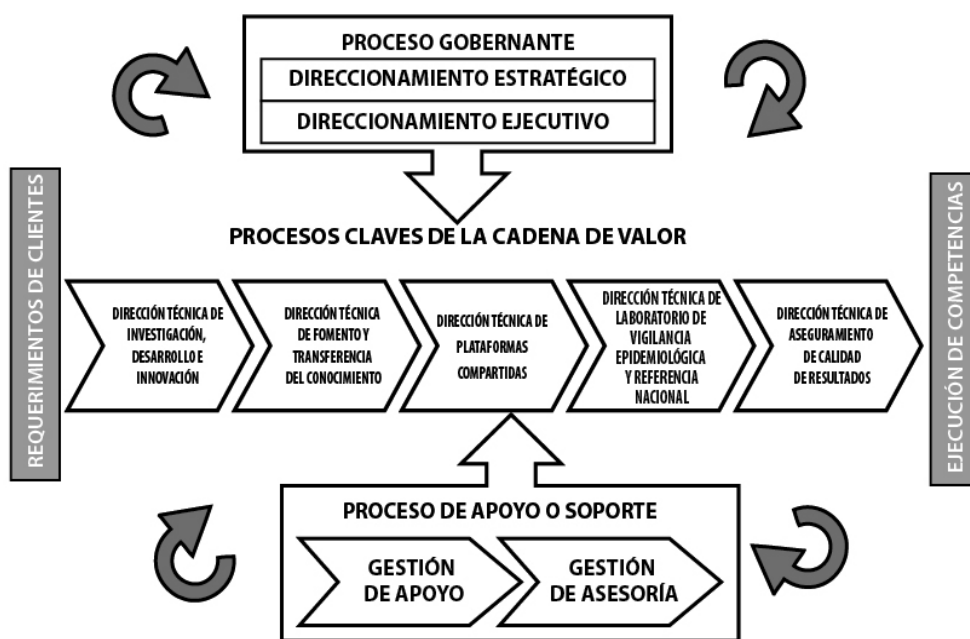 PROCESO GOBERNANTE
DIRECCIONAMIENTO ESTRATÉGICO
DIRECCIONAMIENTO EJECUTIVO
REQUERIMIENTOS DE CLIENTES
PROCESOS CLAVES DE LA CADENA DE VALOR
DIRECCIÓN TÉCNICA DE
INVESTIGACIÓN,
DESARROLLO E
INNOVACIÓN
DIRECCIÓN TÉCNICA
DE FOMENTO Y
TRANSFERENCIA
DEL CONOCIMIENTO
DIRECCIÓN TÉCNICA DE
PLATAFORMAS
COMPARTIDAS
DIRECCIÓN TÉCNICA DE
LABORATORIO DE
VIGILANCIA
EPIDEMIOLÓGICA
Y REFERENCIA
NACIONAL
DIRECCIÓN TÉCNICA DE
ASEGURAMIENTO
DE CALIDAD
DE RESULTADOS
EJECUCIÓN DE COMPETENCIAS
PROCESO DE APOYO O SOPORTE
GESTIÓN
DE APOYO
GESTIÓN
DE ASESORÍA